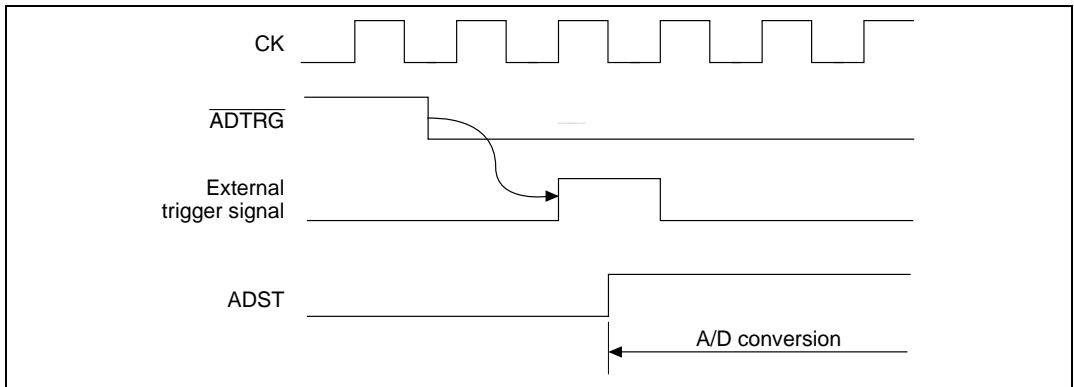 CK
ADTRG
External
trigger signal
ADST
A/D conversion